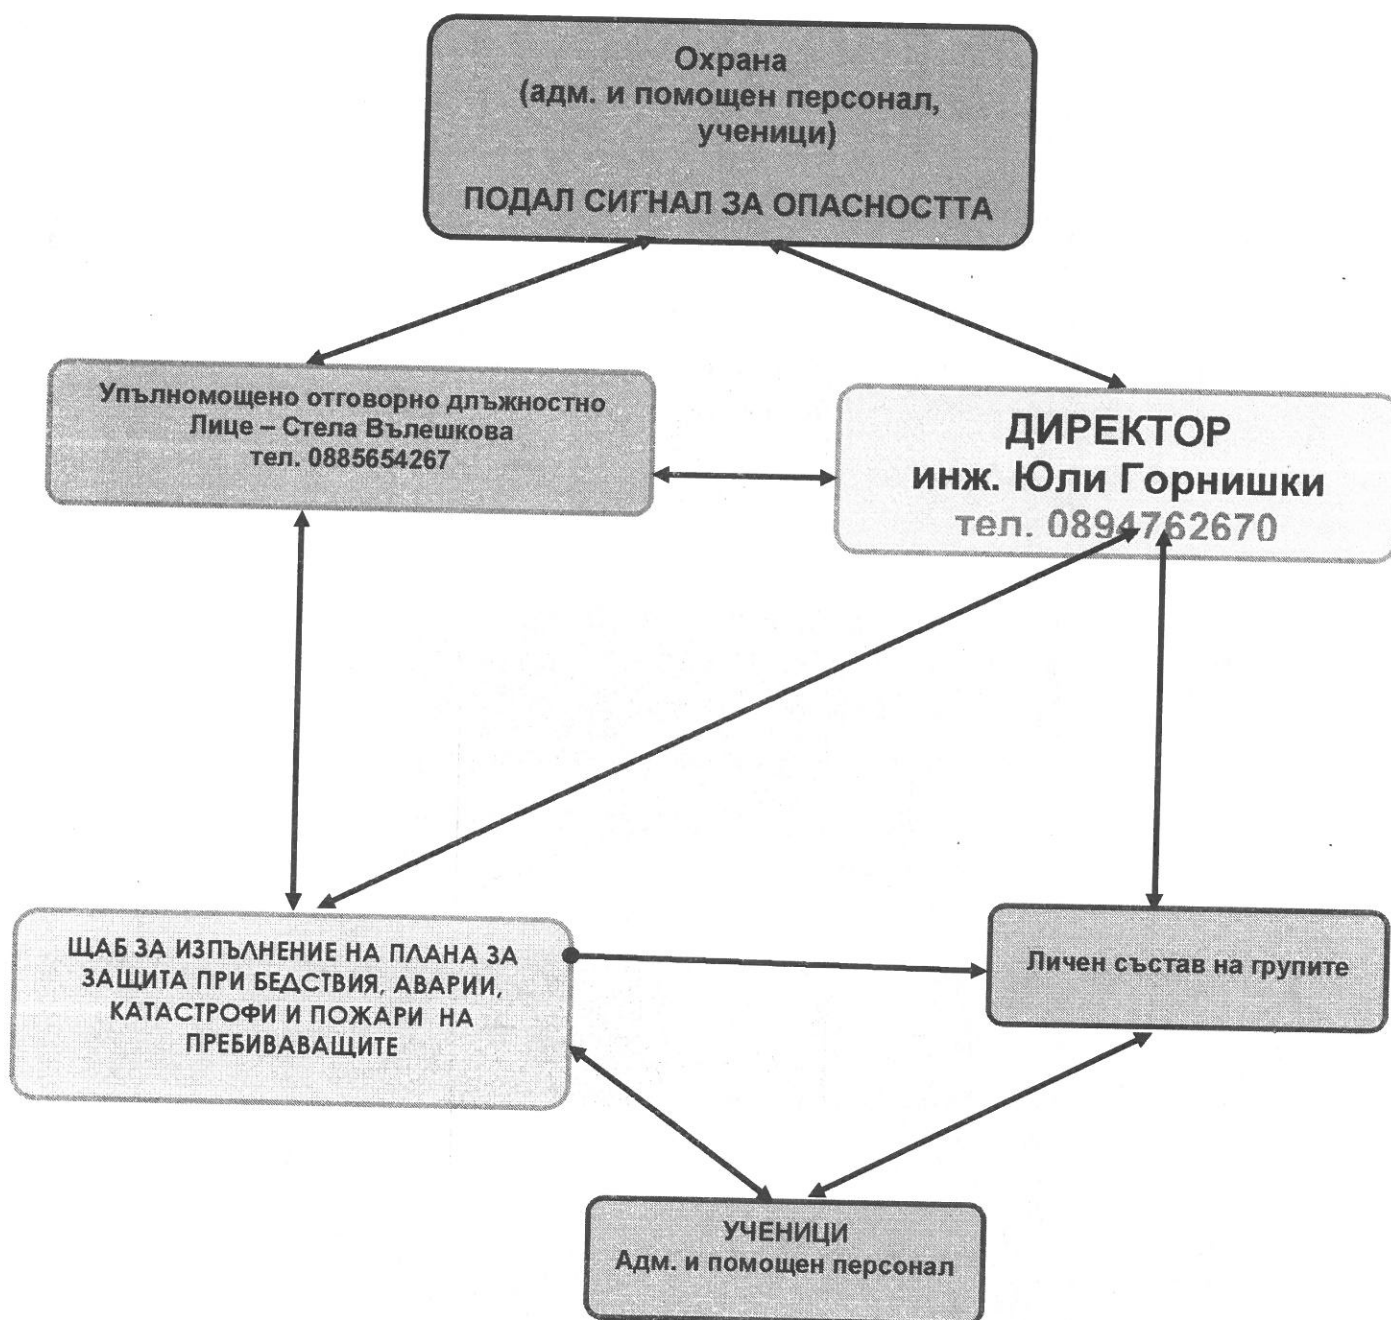 Охрана
(адм. и помощен персонал,
ученици)
ПОДАЛ СИГНАЛ ЗА ОПАСНОСТТА
Упълномощено отговорно длъжностно
Лице – Стела Вълешкова
тел. 0885654267
ДИРЕКТОР
инж. Юли Горнишки
тел. 0894762670
ЩАБ ЗА ИЗПЪЛНЕНИЕ НА ПЛАНА ЗА
ЗАЩИТА ПРИ БЕДСТВИЯ, АВАРИИ,
КАТАСТРОФИ И ПОЖАРИ НА
ПРЕБИВАВАЩИТЕ
Личен състав на групите
УЧЕНИЦИ
Адм. и помощен персонал